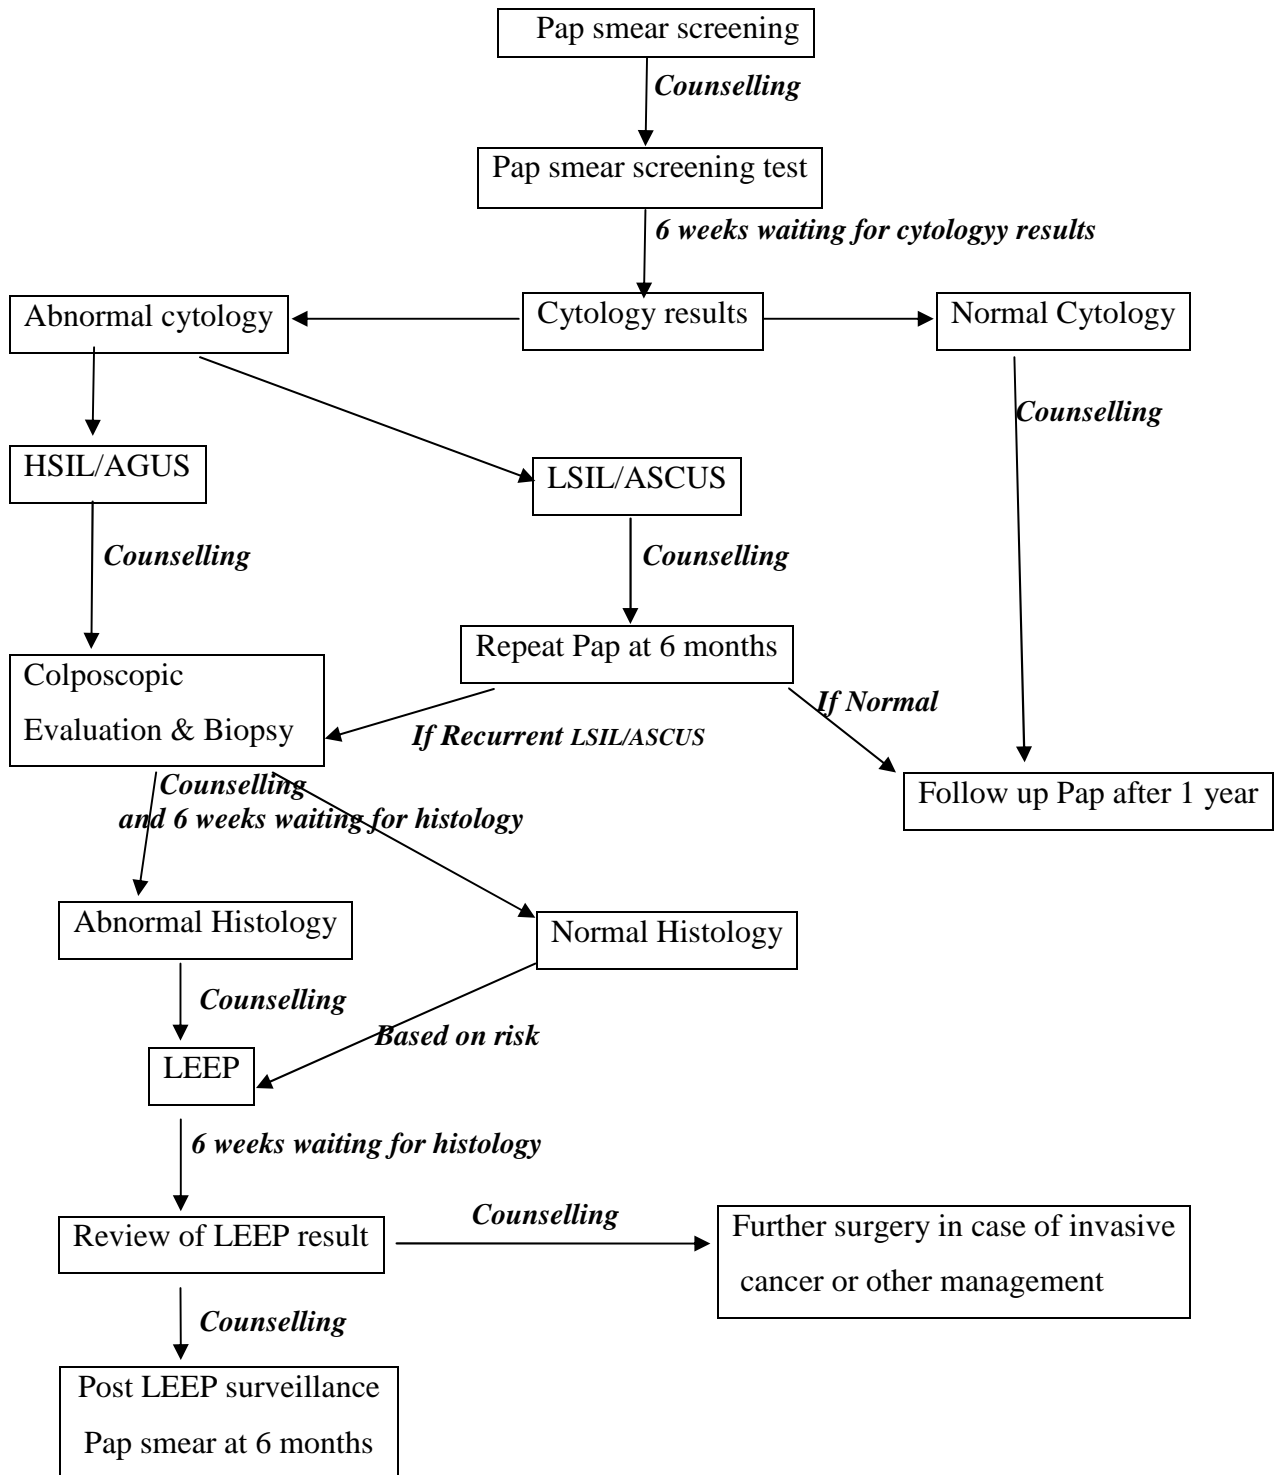 Pap smear screening
Counselling
Pap smear screening test
6 weeks waiting for cytologyy results
Abnormal cytology
Cytology results
Normal Cytology
Counselling
HSIL/AGUS
LSIL/ASCUS
Counselling
Counselling
Repeat Pap at 6 months
Colposcopic
Evaluation & Biopsy
If Normal
If Recurrent LSIL/ASCUS
Counselling
and 6 weeks waiting for histology
Follow up Pap after 1 year
Abnormal Histology
Normal Histology
Counselling
Based on risk
LEEP
6 weeks waiting for histology
Review of LEEP result
Counselling
Further surgery in case of invasive
cancer or other management
Counselling
Post LEEP surveillance
Pap smear at 6 months